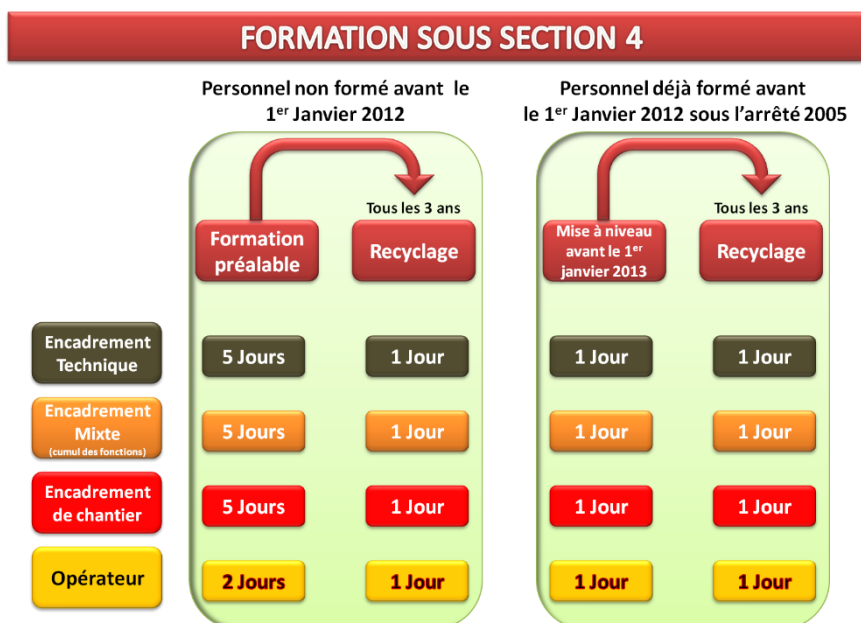 FORMATION SOUS SECTION 4
Personnel non formé avant le
1er Janvier 2012
Personnel déjà formé avant
le 1er Janvier 2012 sous l'arrêté 2005
Tous les 3 ans
Formation
préalable
Recyclage
Tous les 3 ans
Mise à niveau
avant le 1er
janvier 2013
Recyclage
Encadrement
Technique
5 Jours
1 Jour
1 Jour
1 Jour
Encadrement
Mixte
(cumul des fonctions)
5 Jours
1 Jour
1 Jour
1 Jour
Encadrement
de chantier
5 Jours
1 Jour
1 Jour
1 Jour
Opérateur
2 Jours
1 Jour
1 Jour
1 Jour